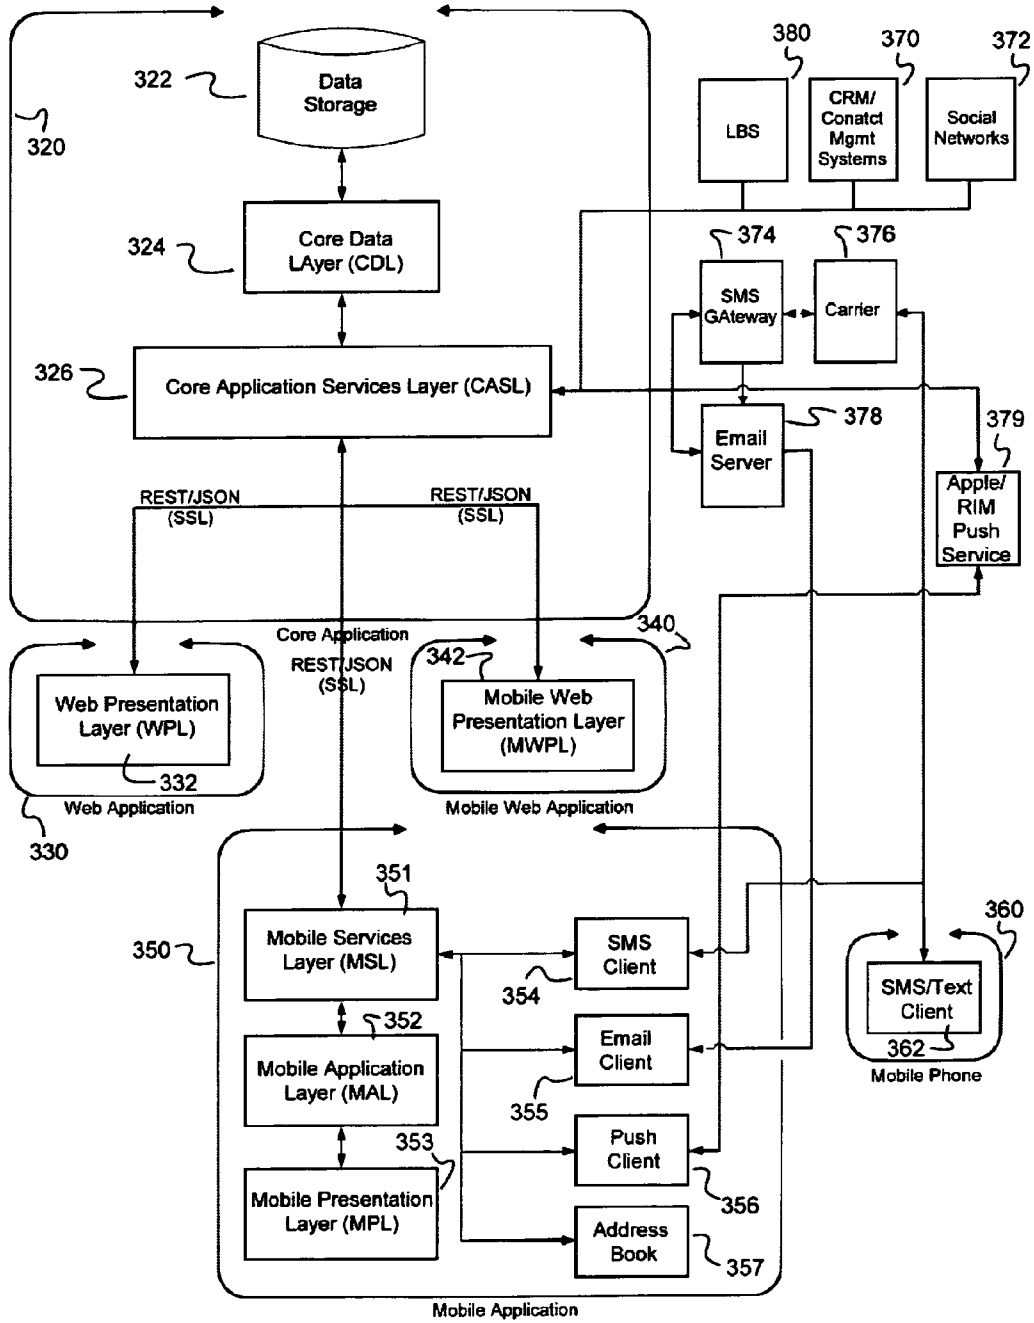 322
Data
Storage
320
380
370
372
LBS
CRM/
Conatct
Mgmt
Systems
Social
Networks
324
Core Data
LAyer (CDL)
374
376
SMS
GAteway
Carrier
326
Core Application Services Layer (CASL)
378
Email
Server
379
Apple/
RIM
Push
Service
REST/JSON
(SSL)
REST/JSON
(SSL)
Core Application
REST/JSON
(SSL)
342
340
Web Presentation
Layer (WPL)
332
Web Application
330
Mobile Web
Presentation Layer
(MWPL)
Mobile Web Application
350
351
Mobile Services
Layer (MSL)
352
Mobile Application
Layer (MAL)
353
Mobile Presentation
Layer (MPL)
SMS
Client
354
Email
Client
355
Push
Client
356
Address
Book
357
Mobile Application
360
SMS/Text
Client
362
Mobile Phone